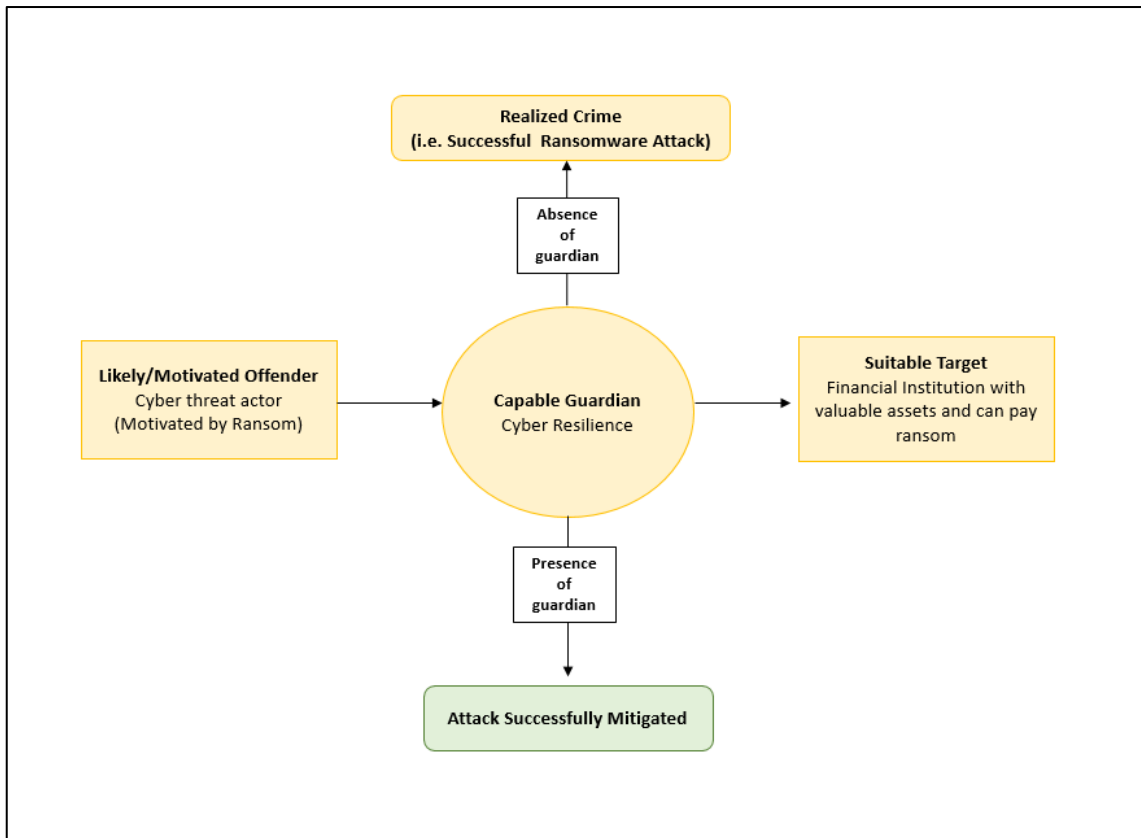 Realized Crime
(i.e. Successful Ransomware Attack)
Absence
of
guardian
Likely/Motivated Offender
Cyber threat actor
(Motivated by Ransom)
Capable Guardian
Cyber Resilience
Suitable Target
Financial Institution with
valuable assets and can pay
ransom
Presence
of
guardian
Attack Successfully Mitigated